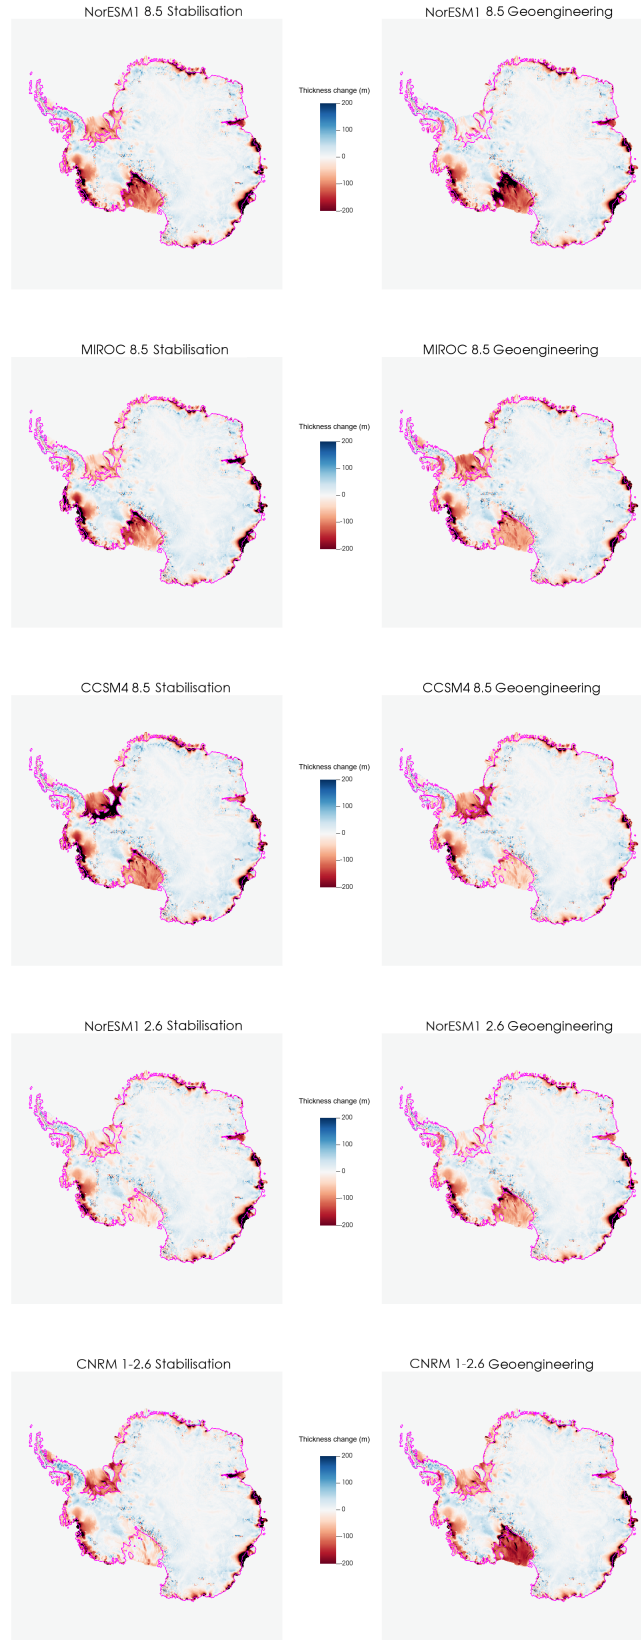 NorESM1 8.5 Stabilisation
NorESM1 8.5 Geoengineering
Thickness change (m)
200
100
0
-100
-200
MIROC 8.5 Stabilisation
MIROC 8.5 Geoengineering
Thickness change (m)
200
100
0
-100
-200
CCSM4 8.5 Stabilisation
CCSM4 8.5 Geoengineering
Thickness change (m)
200
100
0
-100
-200
NorESM1 2.6 Stabilisation
NorESM1 2.6 Geoengineering
Thickness change (m)
200
100
0
-100
-200
CNRM 1-2.6 Stabilisation
CNRM 1-2.6 Geoengineering
Thickness change (m)
200
100
0
-100
-200